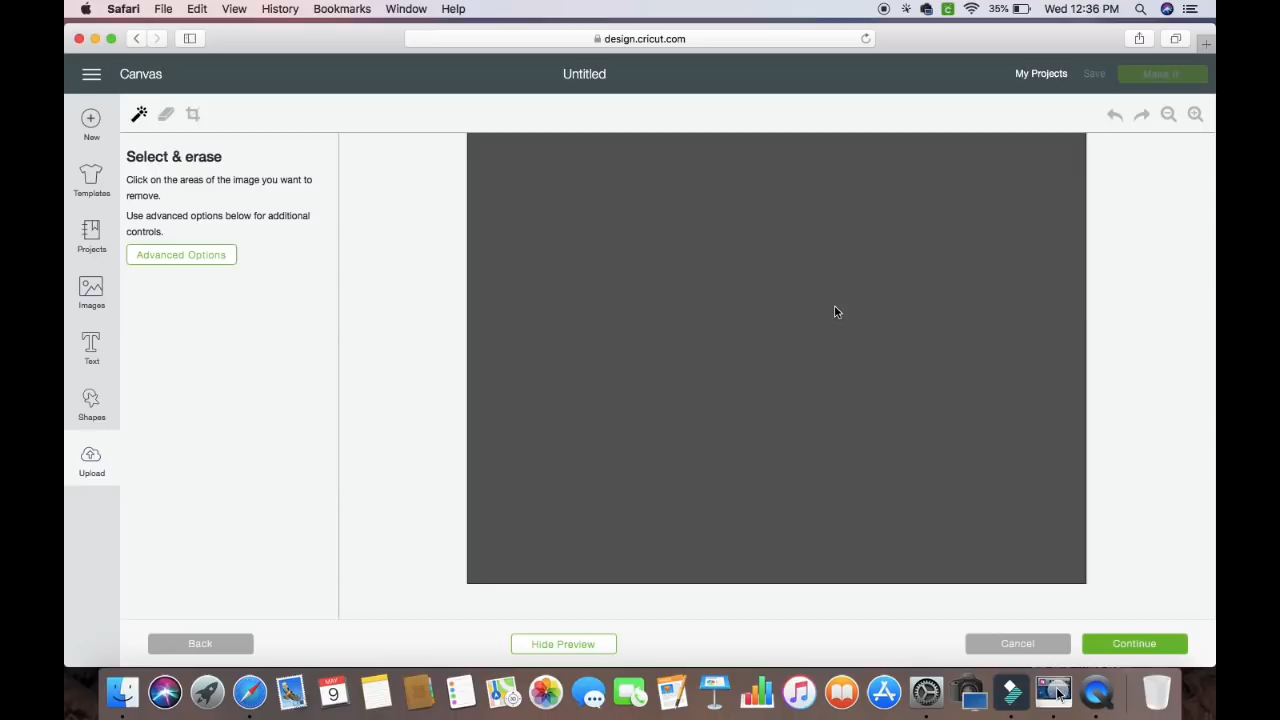 Safari File Edit View History Bookmarks Window Help 35% Wed 12:36 PM
design.cricut.com
Canvas Untitled My Projects Save Make It
New
Templates
Projects
Images
Text
Shapes
Upload
Select & erase
Click on the areas of the image you want to
remove.
Use advanced options below for additional
controls.
Advanced Options
Back Hide Preview Cancel Continue
MAY
9